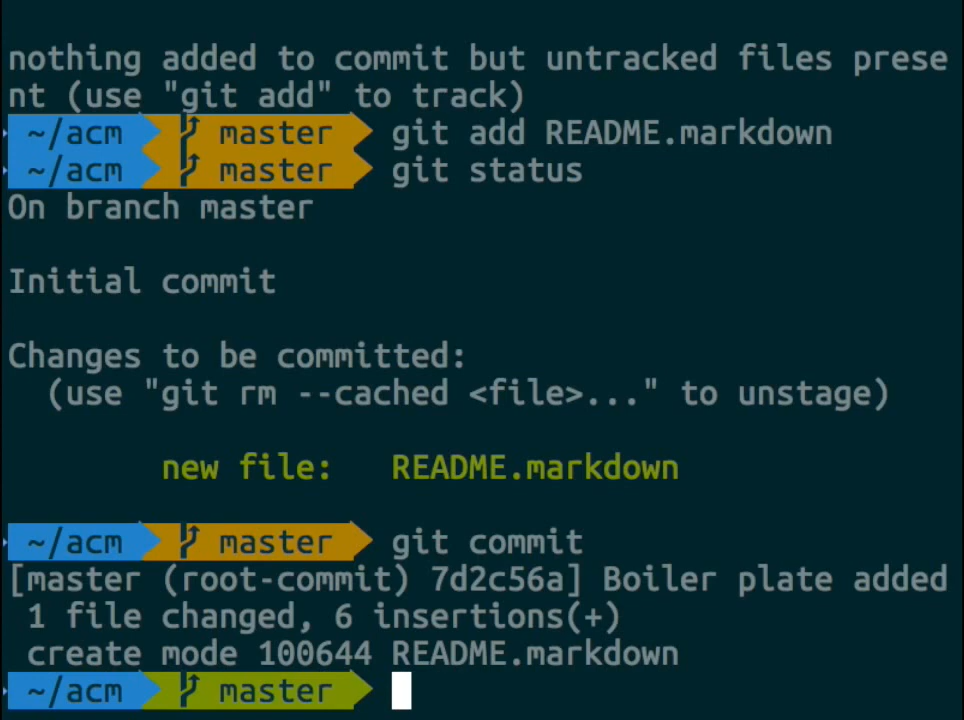 nothing added to commit but untracked files prese
nt (use "git add" to track)
~/acm master git add README.markdown
~/acm master git status
On branch master
Initial commit
Changes to be committed:
(use "git rm --cached <file>..." to unstage)
new file: README.markdown
~/acm master git commit
[master (root-commit) 7d2c56a] Boiler plate added
1 file changed, 6 insertions(+)
create mode 100644 README.markdown
~/acm master